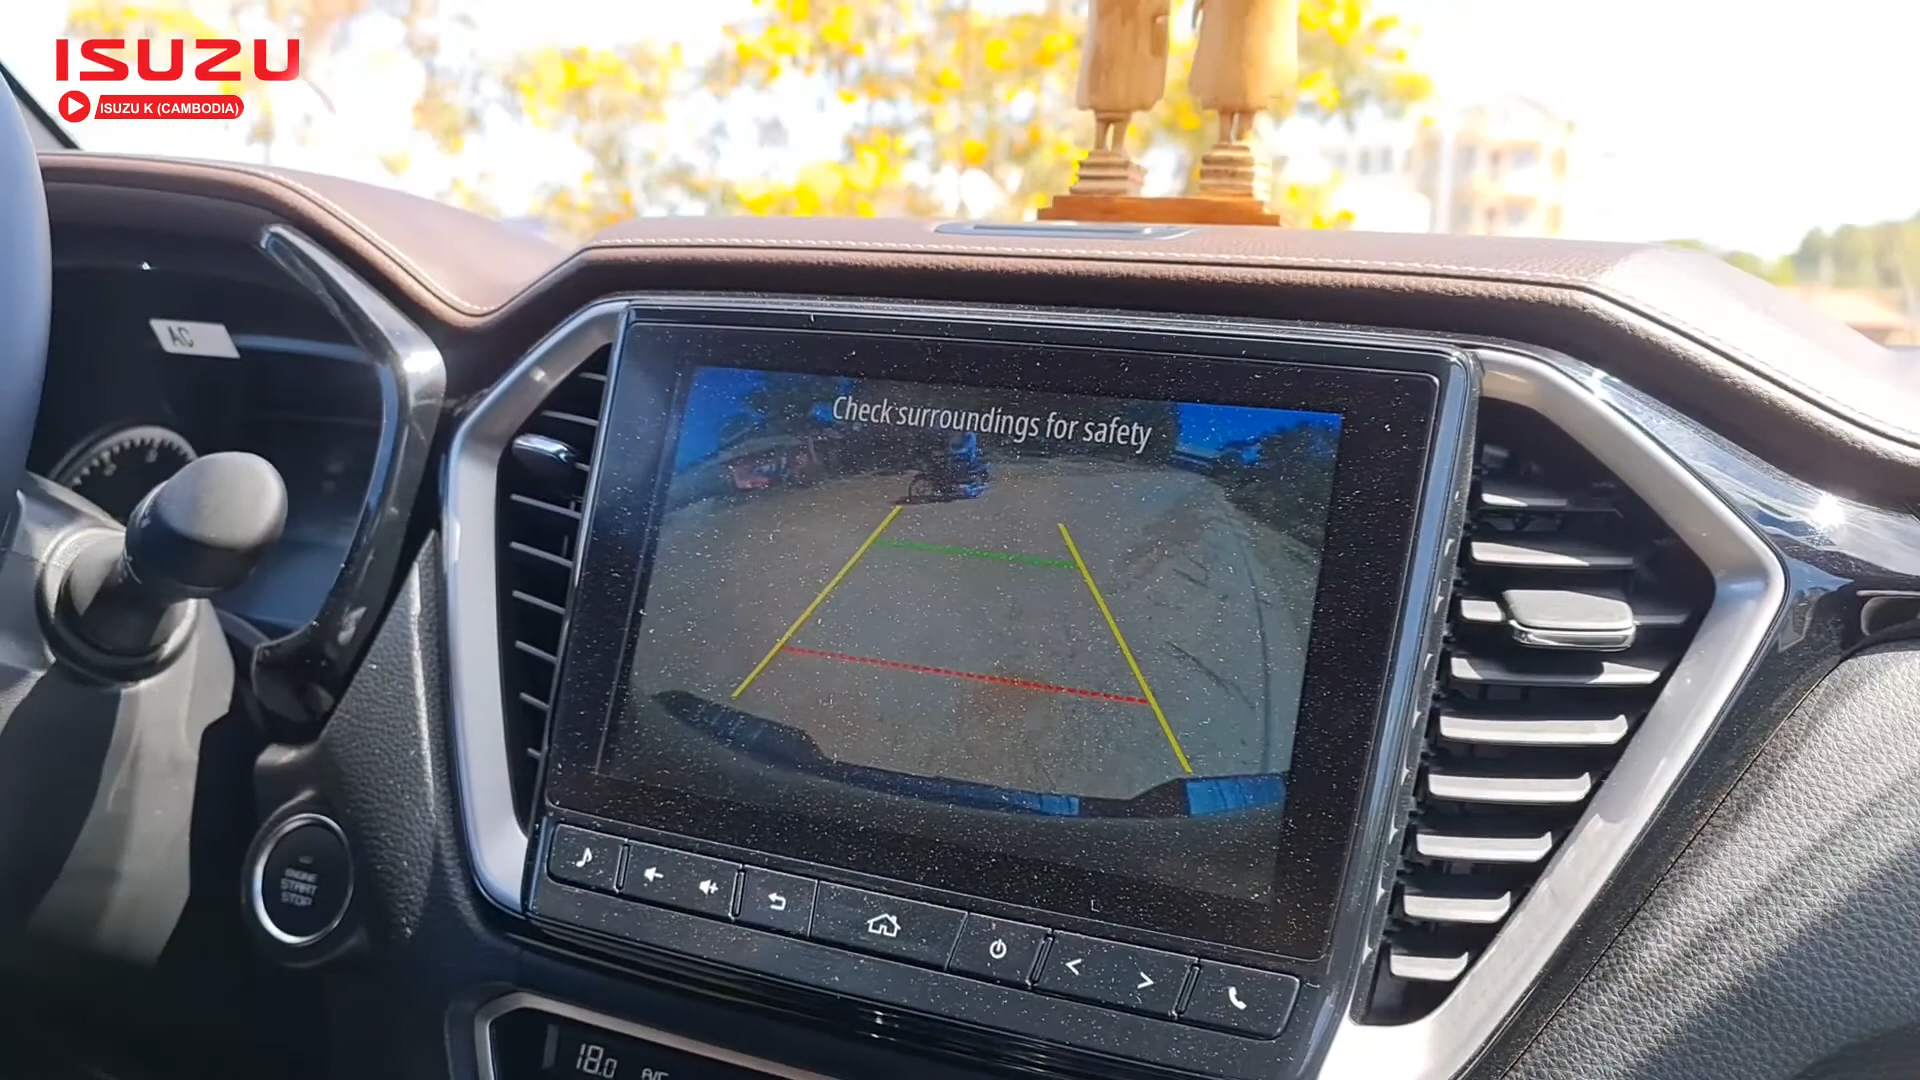 ISUZU
ISUZU K (CAMBODIA)
AC
Check surroundings for safety
ENGINE
START
STOP
18.0